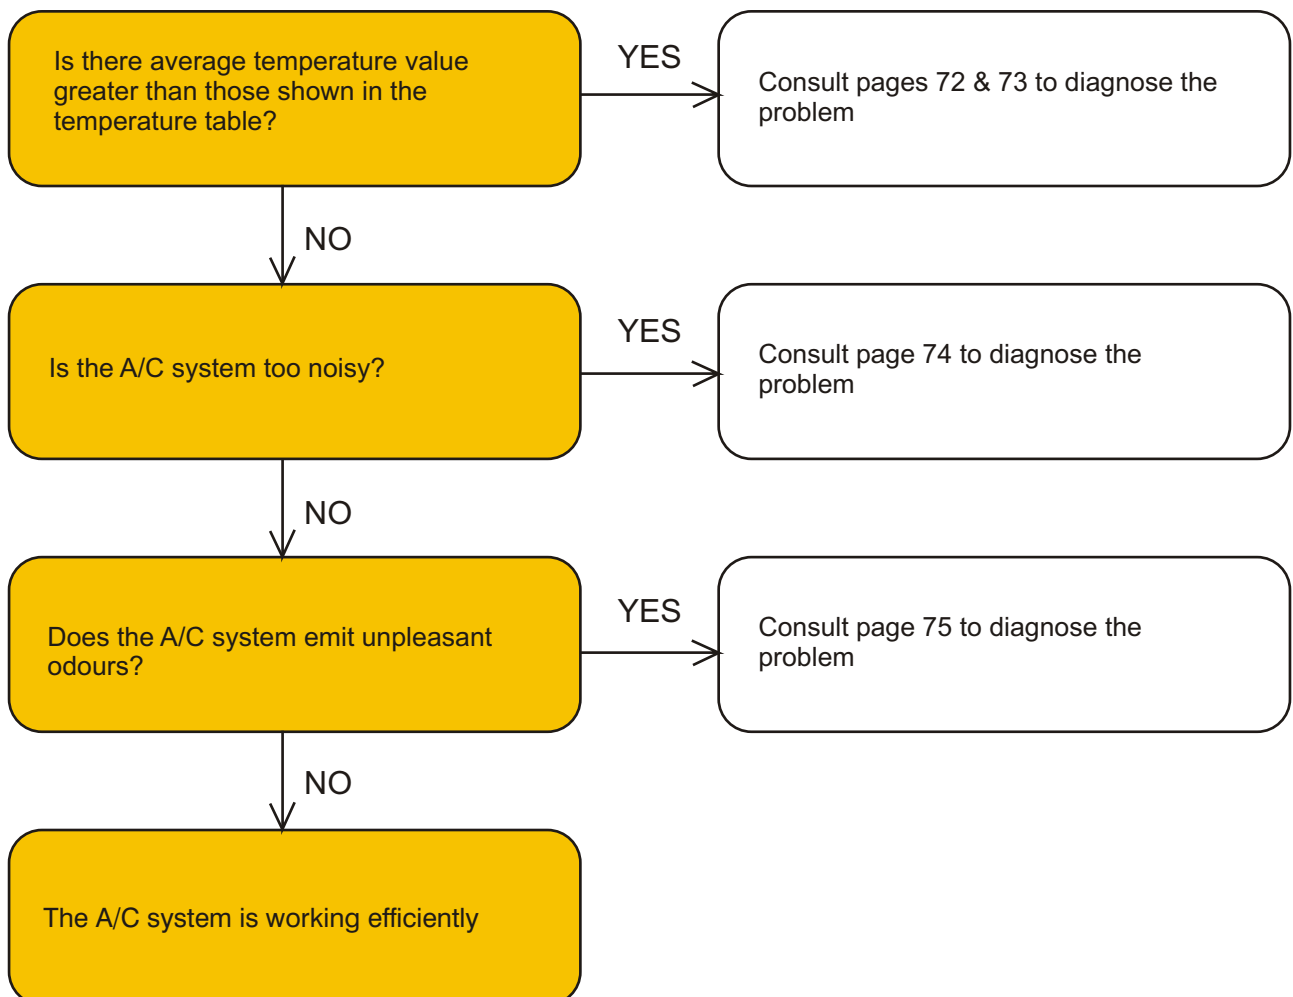 Is there average temperature value
greater than those shown in the
temperature table?
YES
Consult pages 72 & 73 to diagnose the
problem
NO
Is the A/C system too noisy?
YES
Consult page 74 to diagnose the
problem
NO
Does the A/C system emit unpleasant
odours?
YES
Consult page 75 to diagnose the
problem
NO
The A/C system is working efficiently